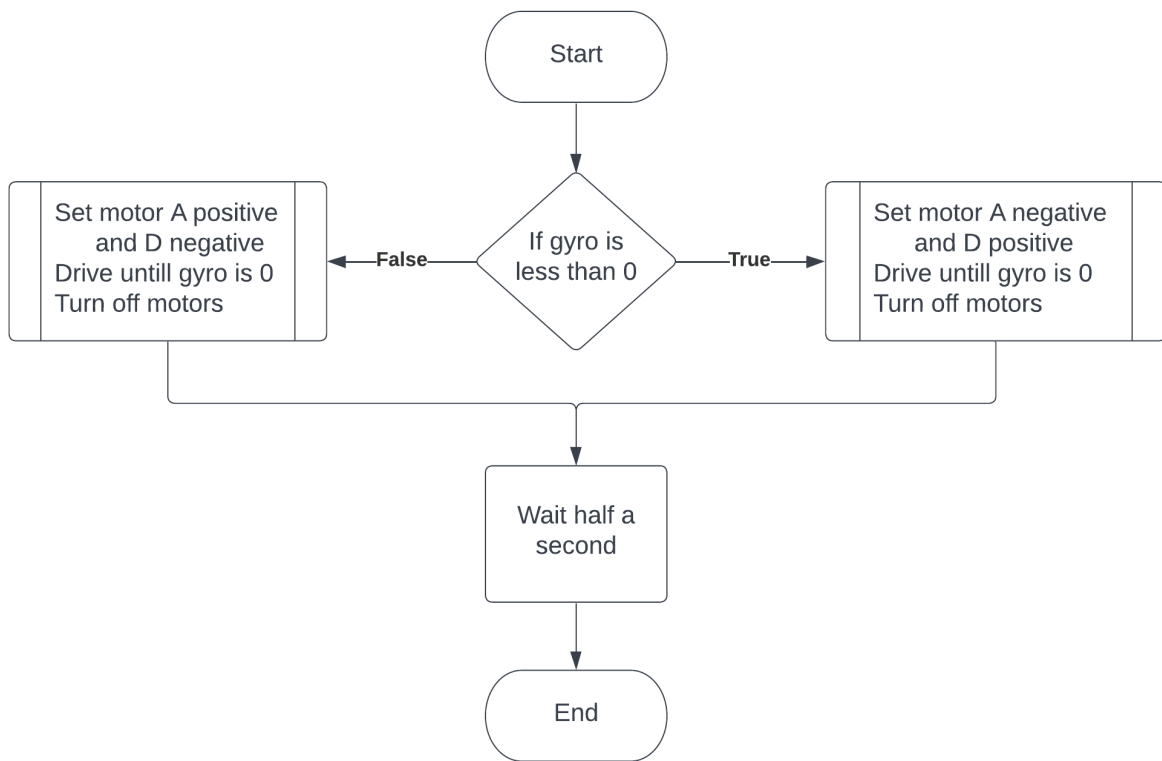 Start
If gyro is
less than 0
False
True
Set motor A positive
and D negative
Drive untill gyro is 0
Turn off motors
Set motor A negative
and D positive
Drive untill gyro is 0
Turn off motors
Wait half a
second
End